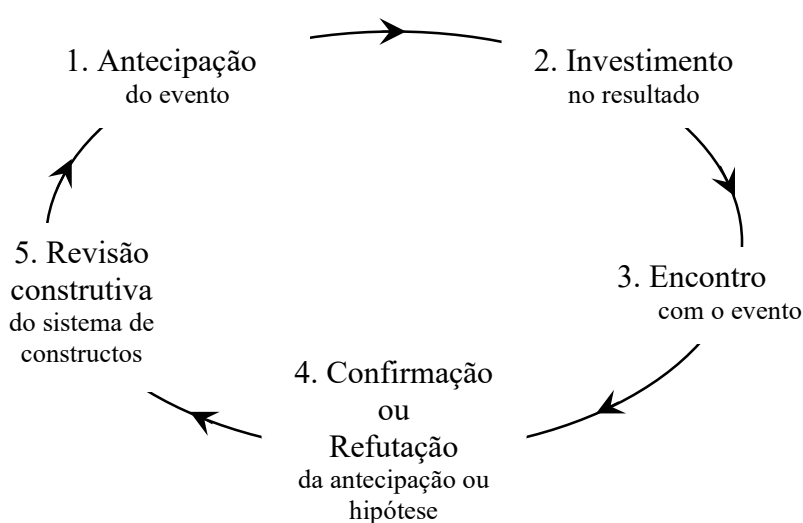 1. Antecipação
do evento
2. Investimento
no resultado
3. Encontro
com o evento
4. Confirmação
ou
Refutação
da antecipação ou
hipótese
5. Revisão
construtiva
do sistema de
constructos